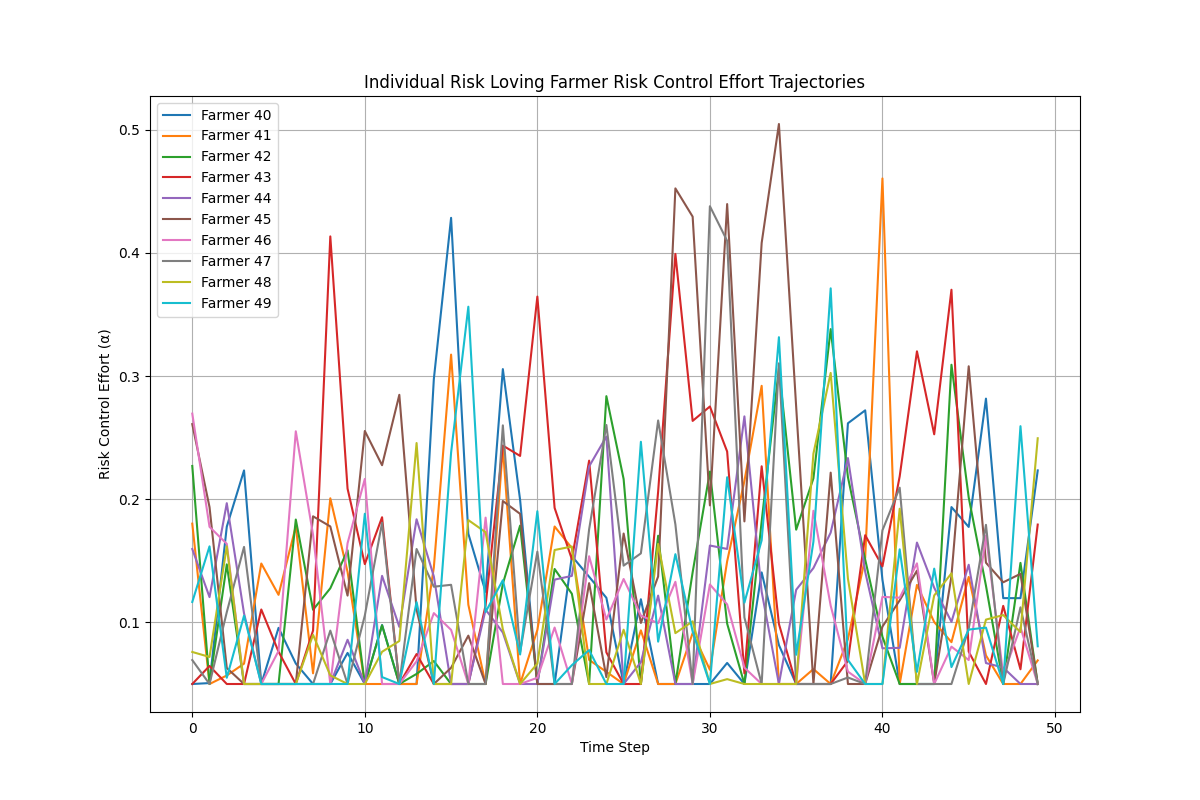 Individual Risk Loving Farmer Risk Control Effort Trajectories
Farmer 40
Farmer 41
Farmer 42
Farmer 43
Farmer 44
Farmer 45
Farmer 46
Farmer 47
Farmer 48
Farmer 49
0.5
0.4
0.3
0.2
0.1
Risk Control Effort (α)
0 10 20 30 40 50
Time Step